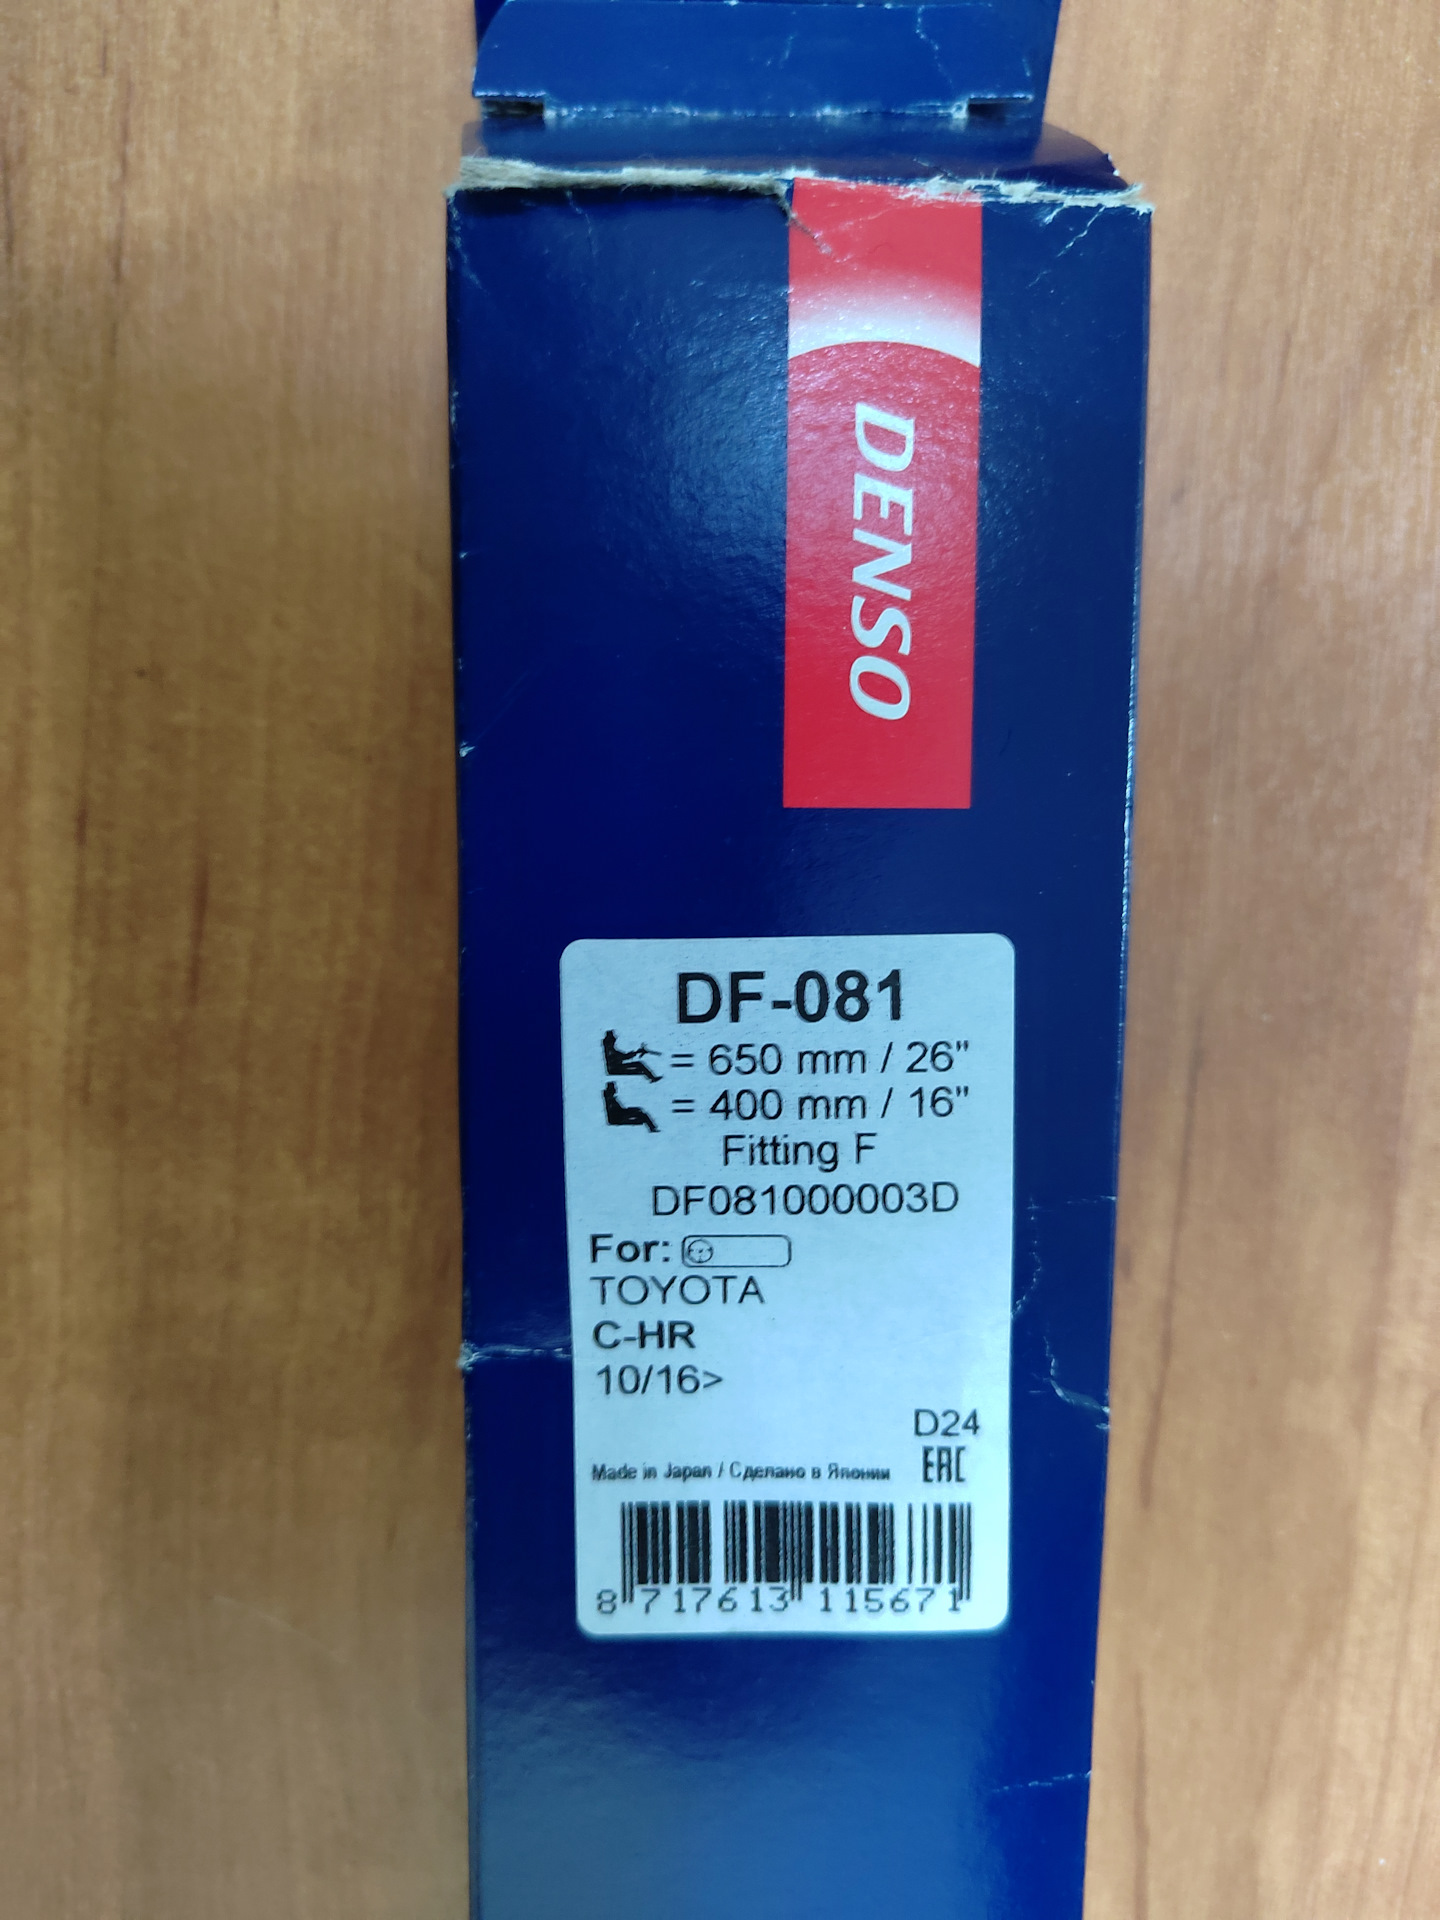 DENSO
DF-081
= 650 mm / 26"
= 400 mm / 16"
Fitting F
DF081000003D
For:
TOYOTA
C-HR
10/16>
D24
Made in Japan / Сделано в Японии EAC
8 717613 115671